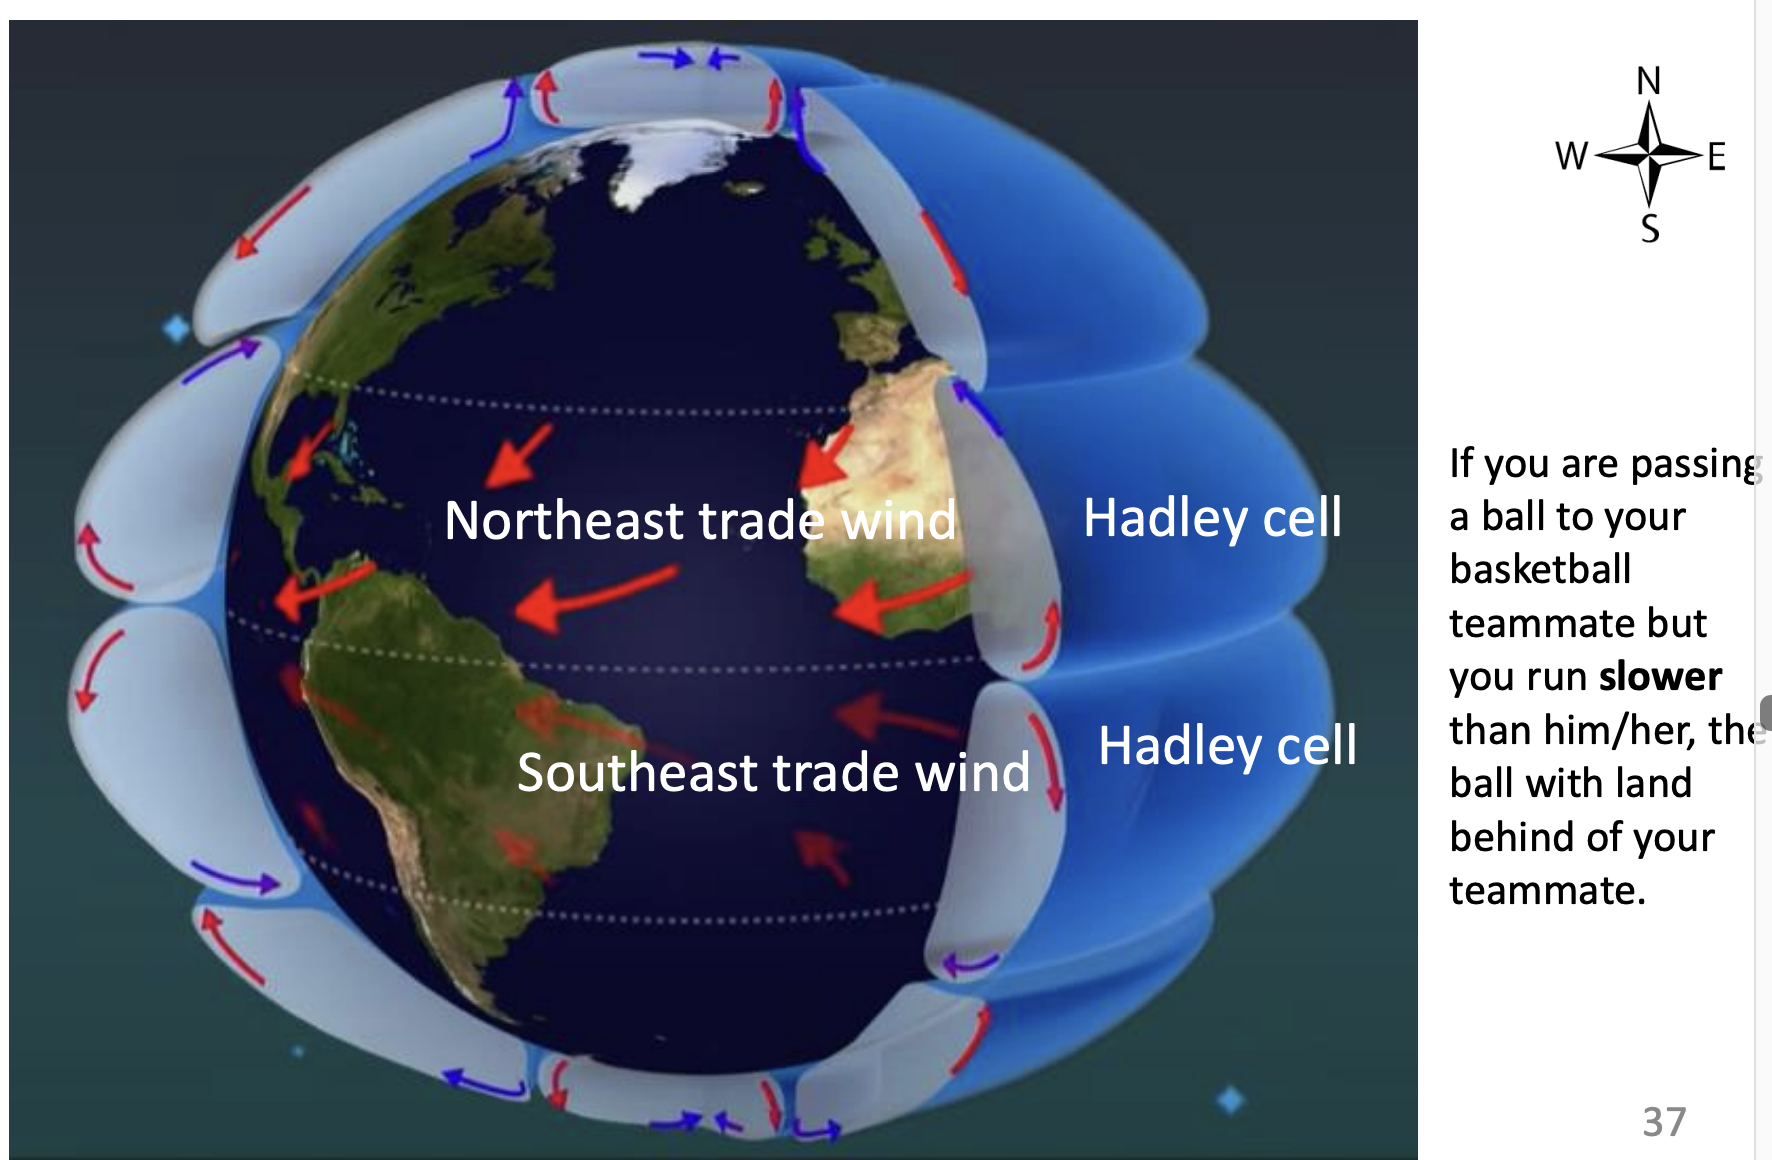 N
W E
S
Northeast trade wind
Hadley cell
Southeast trade wind
Hadley cell
If you are passing
a ball to your
basketball
teammate but
you run slower
than him/her, the
ball with land
behind of your
teammate.
37